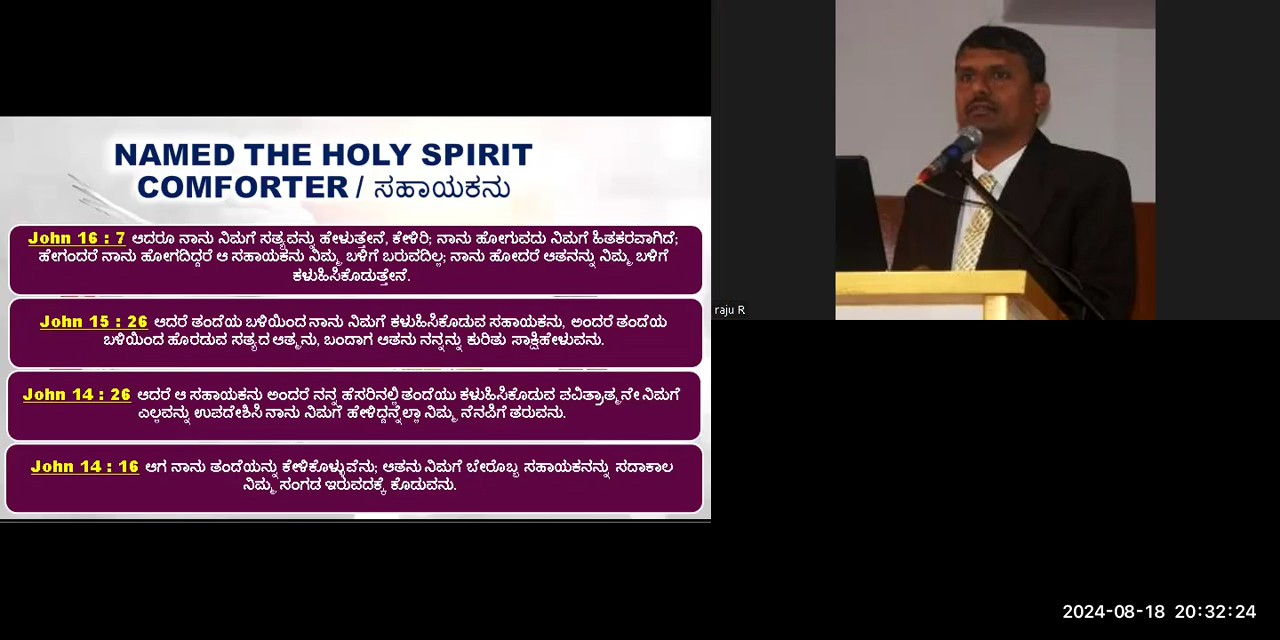 NAMED THE HOLY SPIRIT
COMFORTER / ಸಹಾಯಕನು
John 16 : 7 ಆದರೂ ನಾನು ನಿಮಗೆ ಸತ್ಯವನ್ನು ಹೇಳುತ್ತೇನೆ, ಕೇಳಿರಿ; ನಾನು ಹೋಗುವದು ನಿಮಗೆ ಹಿತಕರವಾಗಿದೆ;
ಹೇಗಂದರೆ ನಾನು ಹೋಗದಿದ್ದರೆ ಆ ಸಹಾಯಕನು ನಿಮ್ಮ ಬಳಿಗೆ ಬರುವದಿಲ್ಲ; ನಾನು ಹೋದರೆ ಆತನನ್ನು ನಿಮ್ಮ ಬಳಿಗೆ
ಕಳುಹಿಸಿಕೊಡುತ್ತೇನೆ.
John 15 : 26 ಆದರೆ ತಂದೆಯ ಬಳಿಯಿಂದ ನಾನು ನಿಮಗೆ ಕಳುಹಿಸಿಕೊಡುವ ಸಹಾಯಕನು, ಅಂದರೆ ತಂದೆಯ
ಬಳಿಯಿಂದ ಹೊರಡುವ ಸತ್ಯದ ಆತ್ಮನು, ಬಂದಾಗ ಆತನು ನನ್ನನ್ನು ಕುರಿತು ಸಾಕ್ಷಿಹೇಳುವನು.
John 14 : 26 ಆದರೆ ಆ ಸಹಾಯಕನು ಅಂದರೆ ನನ್ನ ಹೆಸರಿನಲ್ಲಿ ತಂದೆಯು ಕಳುಹಿಸಿಕೊಡುವ ಪವಿತ್ರಾತ್ಮನೇ ನಿಮಗೆ
ಎಲ್ಲವನ್ನು ಉಪದೇಶಿಸಿ ನಾನು ನಿಮಗೆ ಹೇಳಿದ್ದನ್ನೆಲ್ಲಾ ನಿಮ್ಮ ನೆನಪಿಗೆ ತರುವನು.
John 14 : 16 ಆಗ ನಾನು ತಂದೆಯನ್ನು ಕೇಳಿಕೊಳ್ಳುವೆನು; ಆತನು ನಿಮಗೆ ಬೇರೊಬ್ಬ ಸಹಾಯಕನನ್ನು ಸದಾಕಾಲ
ನಿಮ್ಮ ಸಂಗಡ ಇರುವದಕ್ಕೆ ಕೊಡುವನು.
raju R
2024-08-18 20:32:24